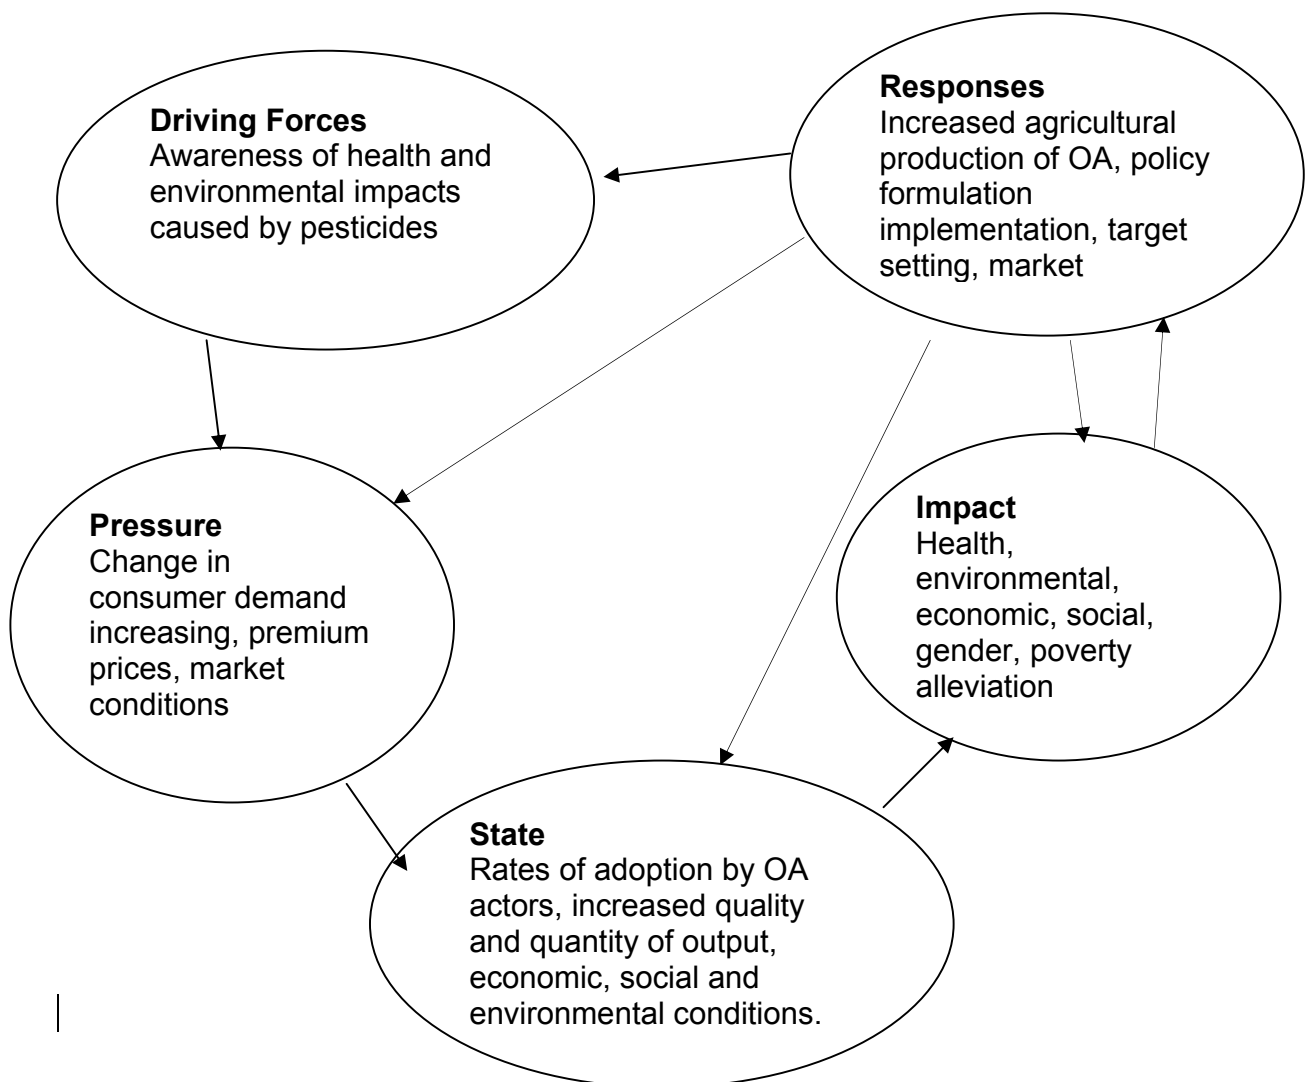 Driving Forces
Awareness of health and
environmental impacts
caused by pesticides
Responses
Increased agricultural
production of OA, policy
formulation
implementation, target
setting, market
Pressure
Change in
consumer demand
increasing, premium
prices, market
conditions
Impact
Health,
environmental,
economic, social,
gender, poverty
alleviation
State
Rates of adoption by OA
actors, increased quality
and quantity of output,
economic, social and
environmental conditions.